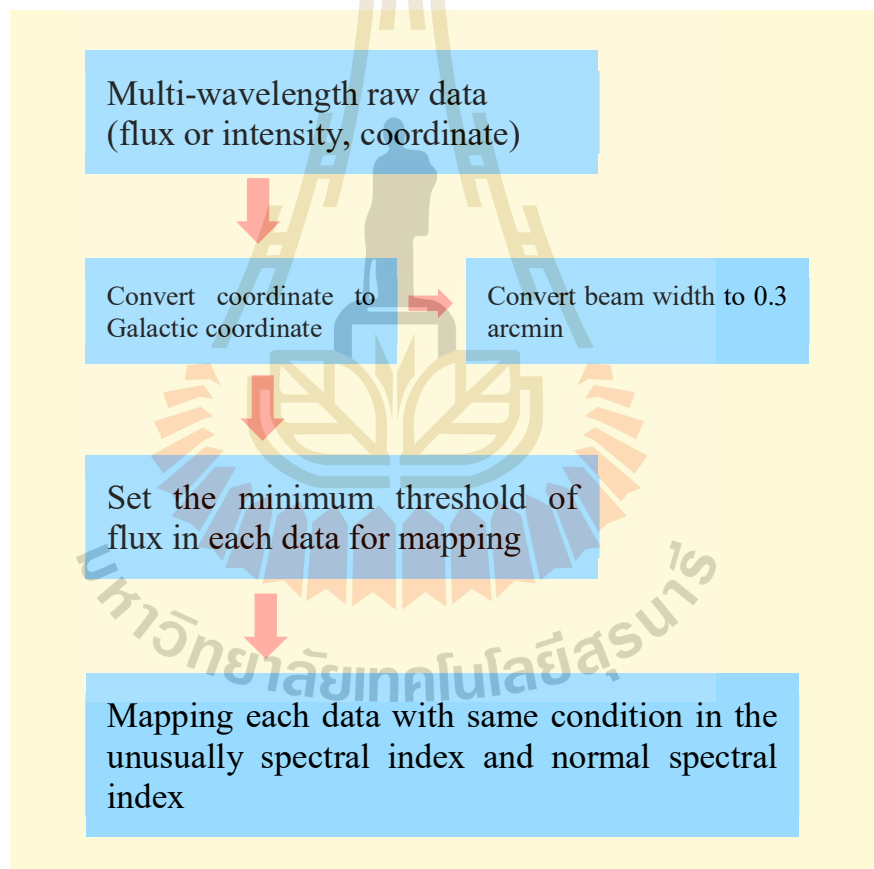 Multi-wavelength raw data
(flux or intensity, coordinate)
Convert coordinate to
Galactic coordinate
Convert beam width to 0.3
arcmin
Set the minimum threshold of
flux in each data for mapping
มหาวิทยาลัยเทคโนโลยีสุรนารี
Mapping each data with same condition in the
unusually spectral index and normal spectral
index